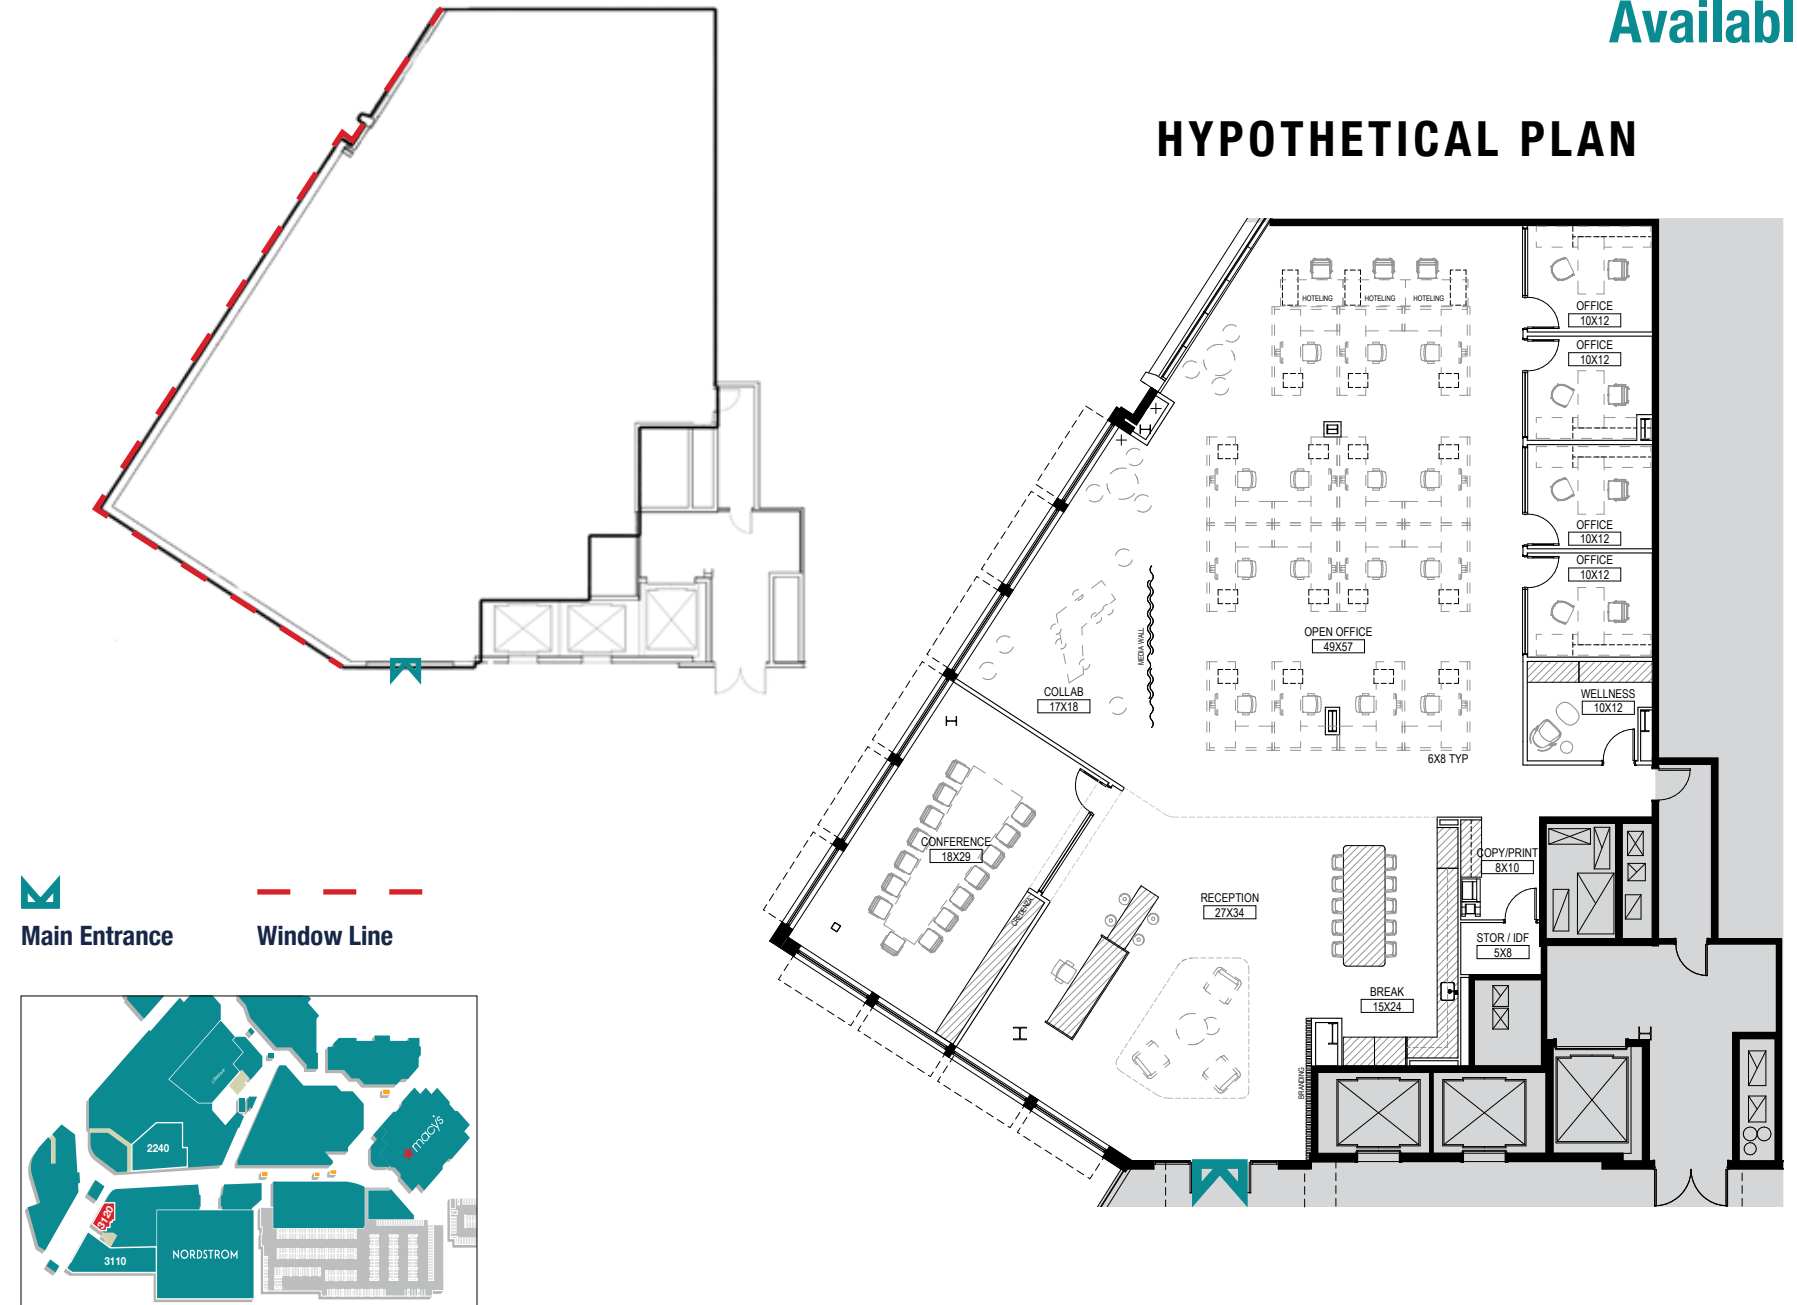 Availabl
HYPOTHETICAL PLAN
HOTELING
HOTELING
HOTELING
OFFICE
10X12
OFFICE
10X12
OFFICE
10X12
OFFICE
10X12
OPEN OFFICE
49X57
MEDIA WALL
COLLAB
17X18
WELLNESS
10X12
6X8 TYP
CONFERENCE
18X29
CREDENZA
RECEPTION
27X34
COPY/PRINT
8X10
STOR / IDF
5X8
BREAK
15X24
BRANDING
Main Entrance
Window Line
macys
2240
3120
3110
NORDSTROM